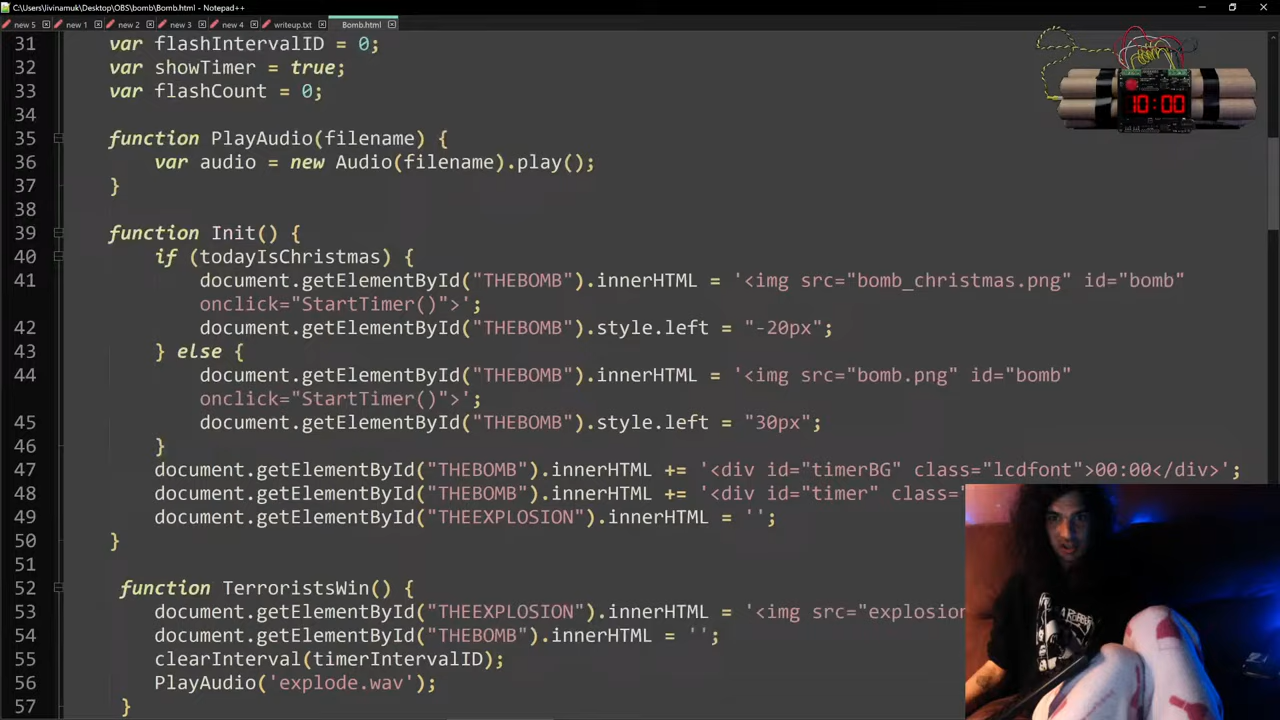 C:\Users\livinamuk\Desktop\OBS\bomb\Bomb.html - Notepad++
new 5 new 1 new 2 new 3 new 4 writeup.txt Bomb.html
10:00
31 var flashIntervalID = 0;
32 var showTimer = true;
33 var flashCount = 0;
34
35 function PlayAudio(filename) {
36 var audio = new Audio(filename).play();
37 }
38
39 function Init() {
40 if (todayIsChristmas) {
41 document.getElementById("THEBOMB").innerHTML = '<img src="bomb_christmas.png" id="bomb"
onclick="StartTimer()">';
42 document.getElementById("THEBOMB").style.left = "-20px";
43 } else {
44 document.getElementById("THEBOMB").innerHTML = '<img src="bomb.png" id="bomb"
onclick="StartTimer()">';
45 document.getElementById("THEBOMB").style.left = "30px";
46 }
47 document.getElementById("THEBOMB").innerHTML += '<div id="timerBG" class="lcdfont">00:00</div>';
48 document.getElementById("THEBOMB").innerHTML += '<div id="timer" class="
49 document.getElementById("THEEXPLOSION").innerHTML = '';
50 }
51
52 function TerroristsWin() {
53 document.getElementById("THEEXPLOSION").innerHTML = '<img src="explosion
54 document.getElementById("THEBOMB").innerHTML = '';
55 clearInterval(timerIntervalID);
56 PlayAudio('explode.wav');
57 }